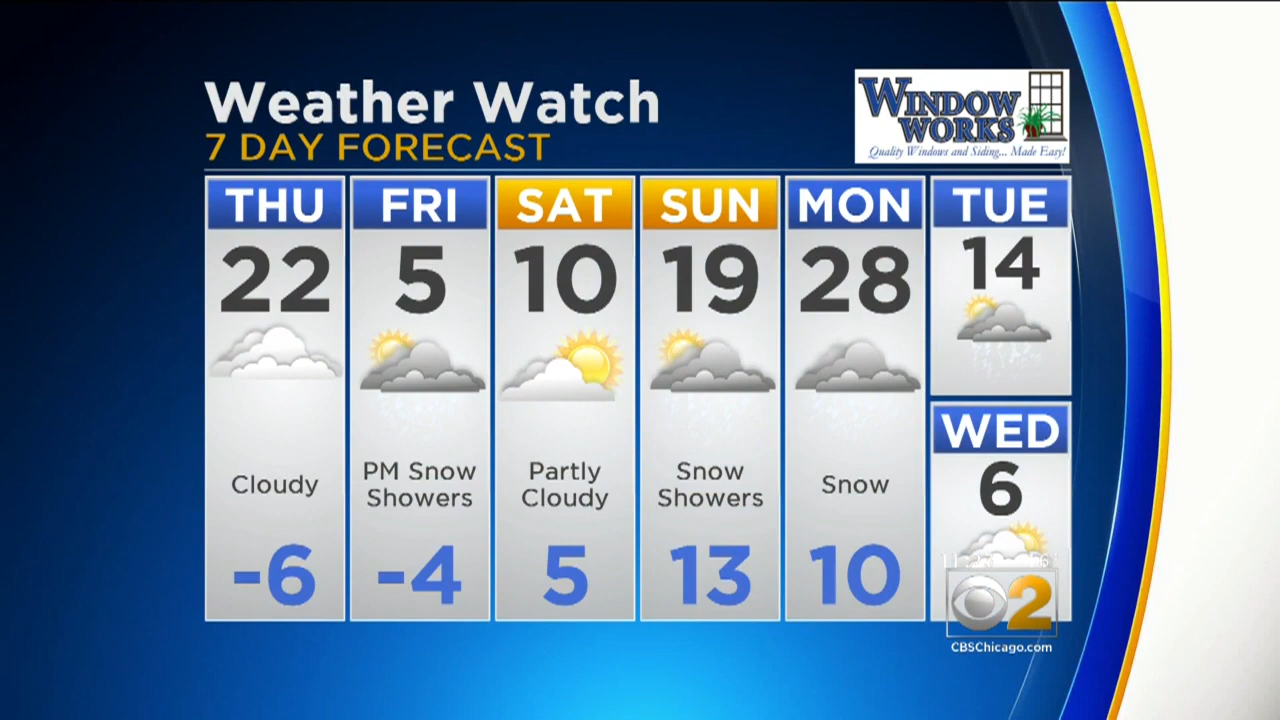 Weather Watch
7 DAY FORECAST
WINDOW
WORKS
Quality Windows and Siding... Made Easy!
THU
22
Cloudy
-6
FRI
5
PM Snow
Showers
-4
SAT
10
Partly
Cloudy
5
SUN
19
Snow
Showers
13
MON
28
Snow
10
TUE
14
WED
6
2
CBSChicago.com